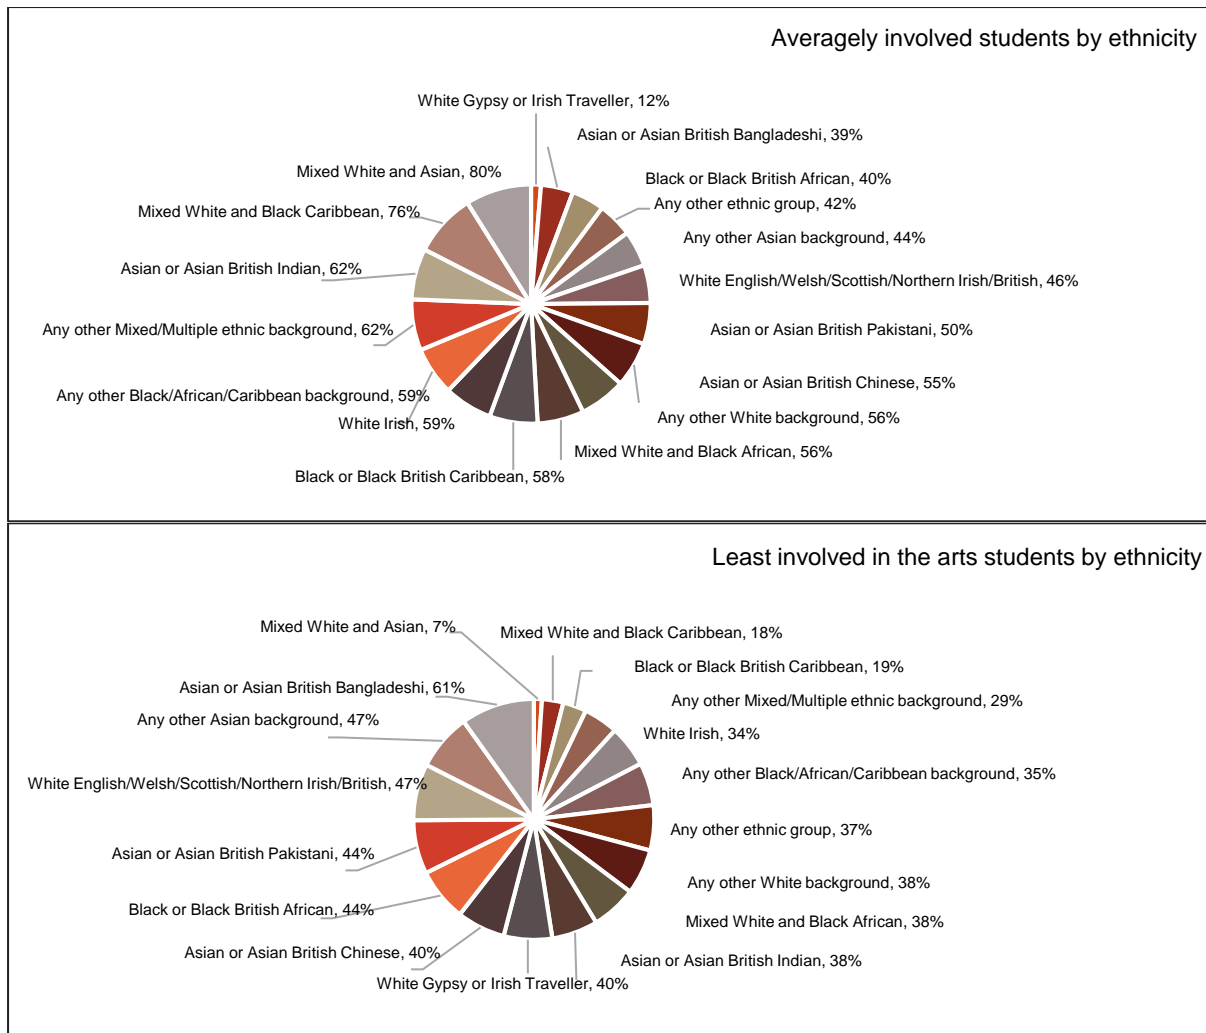 Averagely involved students by ethnicity
White Gypsy or Irish Traveller, 12%
Asian or Asian British Bangladeshi, 39%
Mixed White and Asian, 80%
Black or Black British African, 40%
Any other ethnic group, 42%
Mixed White and Black Caribbean, 76%
Any other Asian background, 44%
Asian or Asian British Indian, 62%
White English/Welsh/Scottish/Northern Irish/British, 46%
Any other Mixed/Multiple ethnic background, 62%
Asian or Asian British Pakistani, 50%
Asian or Asian British Chinese, 55%
Any other Black/African/Caribbean background, 59%
Any other White background, 56%
White Irish, 59%
Mixed White and Black African, 56%
Black or Black British Caribbean, 58%
Least involved in the arts students by ethnicity
Mixed White and Asian, 7%
Mixed White and Black Caribbean, 18%
Black or Black British Caribbean, 19%
Asian or Asian British Bangladeshi, 61%
Any other Mixed/Multiple ethnic background, 29%
Any other Asian background, 47%
White Irish, 34%
Any other Black/African/Caribbean background, 35%
White English/Welsh/Scottish/Northern Irish/British, 47%
Any other ethnic group, 37%
Asian or Asian British Pakistani, 44%
Any other White background, 38%
Black or Black British African, 44%
Mixed White and Black African, 38%
Asian or Asian British Chinese, 40%
Asian or Asian British Indian, 38%
White Gypsy or Irish Traveller, 40%